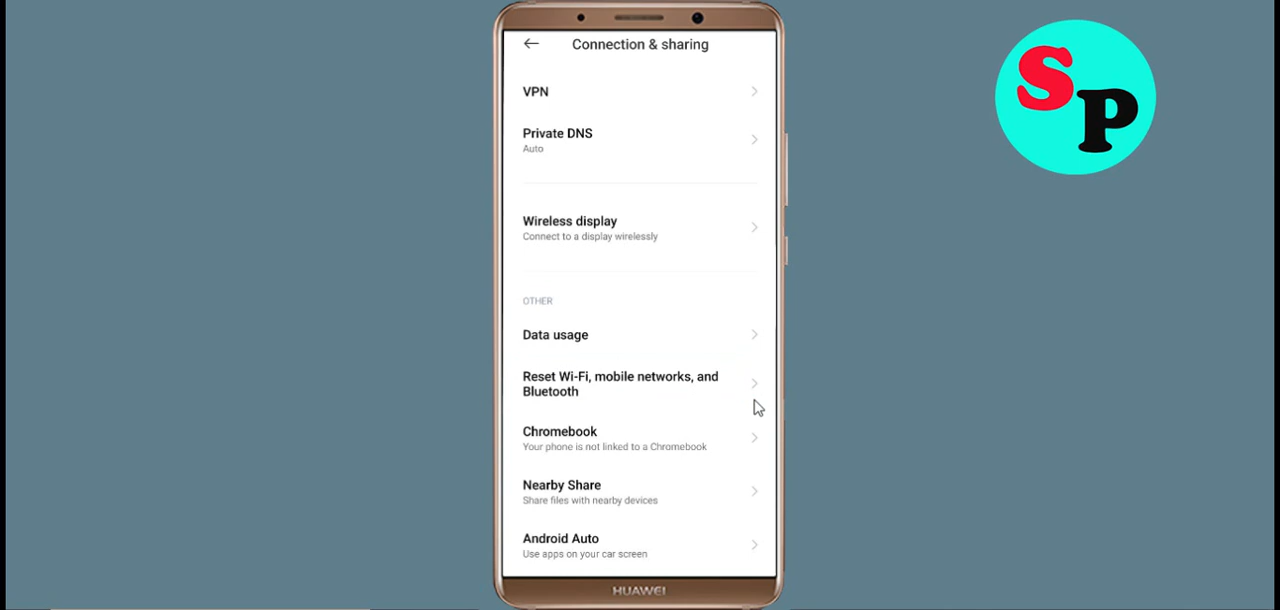 Connection & sharing
VPN
Private DNS
Auto
Wireless display
Connect to a display wirelessly
OTHER
Data usage
Reset Wi-Fi, mobile networks, and
Bluetooth
Chromebook
Your phone is not linked to a Chromebook
Nearby Share
Share files with nearby devices
Android Auto
Use apps on your car screen
HUAWEI
SP